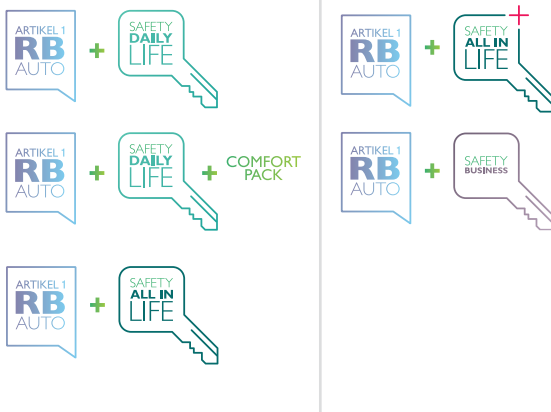 ARTIKEL 1
RB
AUTO
+
SAFETY
DAILY
LIFE
ARTIKEL 1
RB
AUTO
+
SAFETY
DAILY
LIFE
+
COMFORT
PACK
ARTIKEL 1
RB
AUTO
+
SAFETY
ALL IN
LIFE
ARTIKEL 1
RB
AUTO
+
SAFETY
ALL IN
LIFE
+
ARTIKEL 1
RB
AUTO
+
SAFETY
BUSINESS